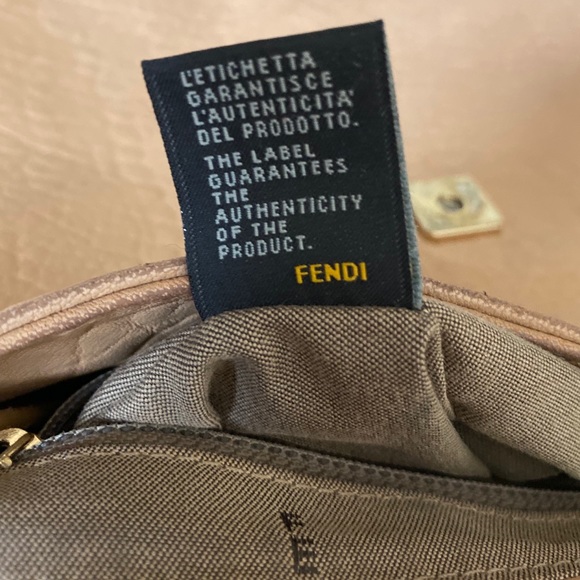 L'ETICHETTA
GARANTISCE
L'AUTENTICITA'
DEL PRODOTTO.
THE LABEL
GUARANTEES
THE
AUTHENTICITY
OF THE
PRODUCT.
FENDI